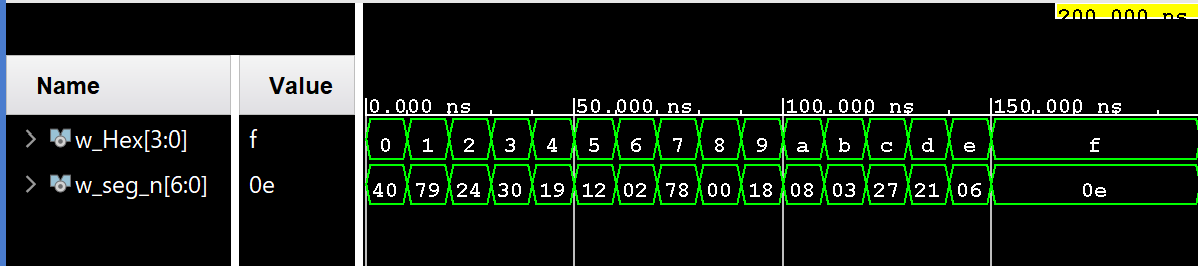 200.000 ns
Name Value
0.000 ns 50.000 ns 100.000 ns 150.000 ns
w_Hex[3:0] f 0 1 2 3 4 5 6 7 8 9 a b c d e f
w_seg_n[6:0] 0e 40 79 24 30 19 12 02 78 00 18 08 03 27 21 06 0e